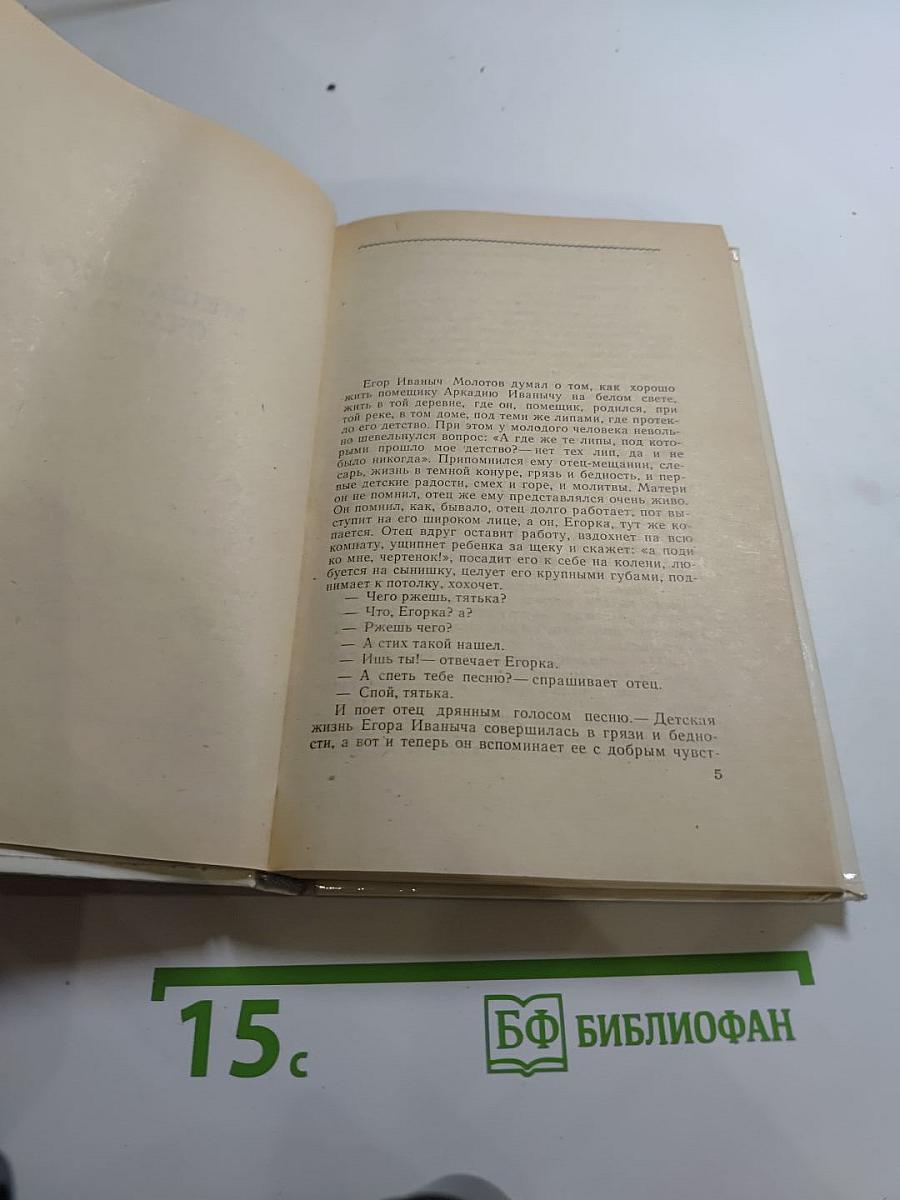 Егор Иваныч Молотов думал о том, как хорошо
жить помещику Аркадию Иванычу на белом свете,
жить в той деревне, где он, помещик, родился, при
той реке, в том доме, под теми же липами, где протек-
ло его детство. При этом у молодого человека неволь-
но шевельнулся вопрос: «А где же те липы, под кото-
рыми прошло мое детство?— нет тех лип, да и не
было никогда». Припомнился ему отец-мещанин, сле-
сарь, жизнь в темной конуре, грязь и бедность, и пер-
вые детские радости, смех и горе, и молитвы. Матери
он не помнил, отец же ему представлялся очень живо.
Он помнил, как, бывало, отец долго работает, пот вы-
ступит на его широком лице, а он, Егорка, тут же ко-
пается. Отец вдруг оставит работу, вздохнет на всю
комнату, ущипнет ребенка за щеку и скажет: «а поди
ко мне, чертенок!», посадит его к себе на колени, лю-
буется на сынишку, целует его крупными губами, под-
нимает к потолку, хохочет.
— Чего ржешь, тятька?
— Что, Егорка? а?
— Ржешь чего?
— А стих такой нашел.
— Ишь ты!— отвечает Егорка.
— А спеть тебе песню?— спрашивает отец.
— Спой, тятька.
И поет отец дрянным голосом песню.— Детская
жизнь Егора Иваныча совершилась в грязи и бедно-
сти, а вот и теперь он вспоминает ее с добрым чувст-
5
15 с
БФ БИБЛИОФАН